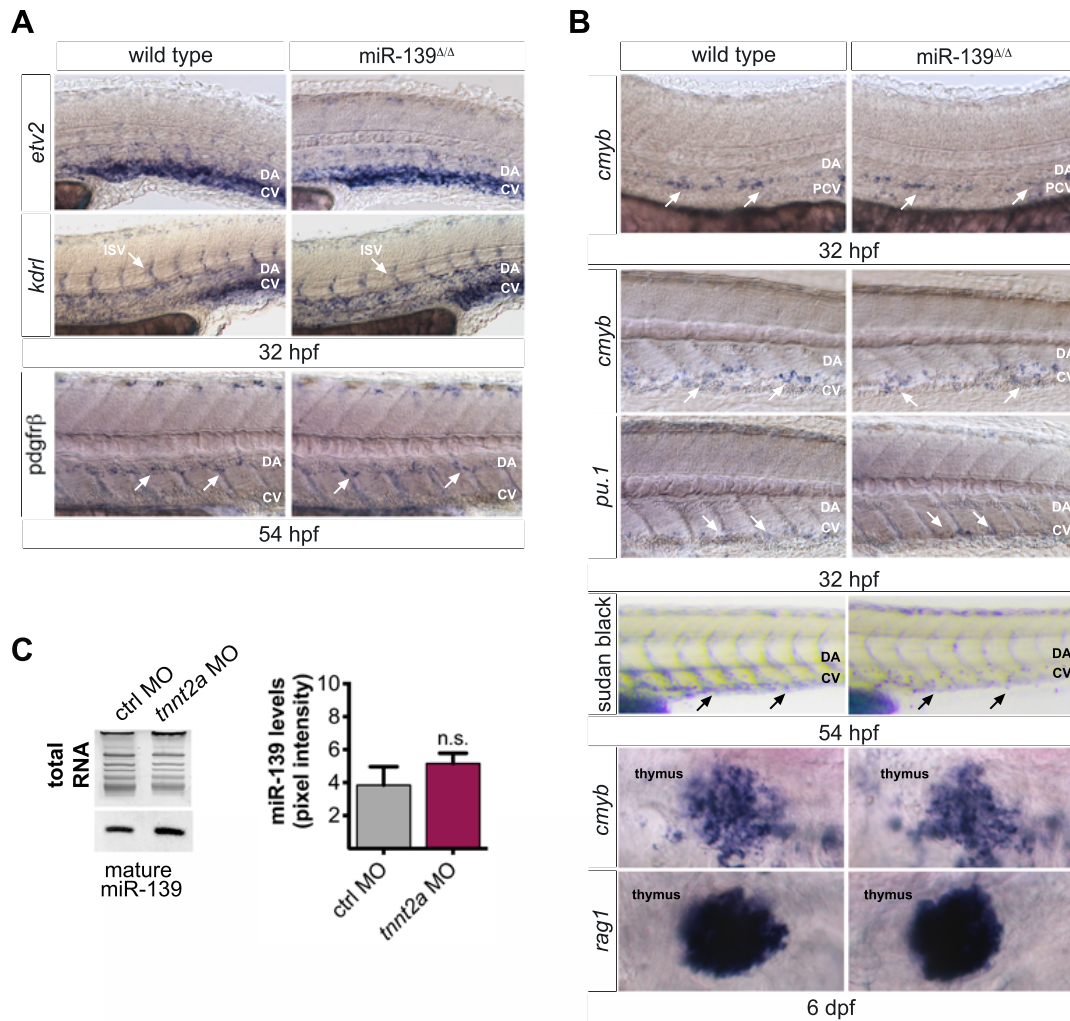 A
wild type
miR-139Δ/Δ
etv2
DA
CV
DA
CV
kdrl
ISV
DA
CV
ISV
DA
CV
32 hpf
pdgfrβ
DA
CV
DA
CV
54 hpf
B
wild type
miR-139Δ/Δ
cmyb
DA
PCV
DA
PCV
32 hpf
cmyb
DA
CV
DA
CV
pu.1
DA
CV
DA
CV
32 hpf
sudan black
DA
CV
DA
CV
54 hpf
cmyb
thymus
thymus
rag1
thymus
thymus
6 dpf
C
ctrl MO
tnnt2a MO
total
RNA
mature
miR-139
miR-139 levels
(pixel intensity)
10
8
6
4
2
n.s.
ctrl MO
tnnt2a MO